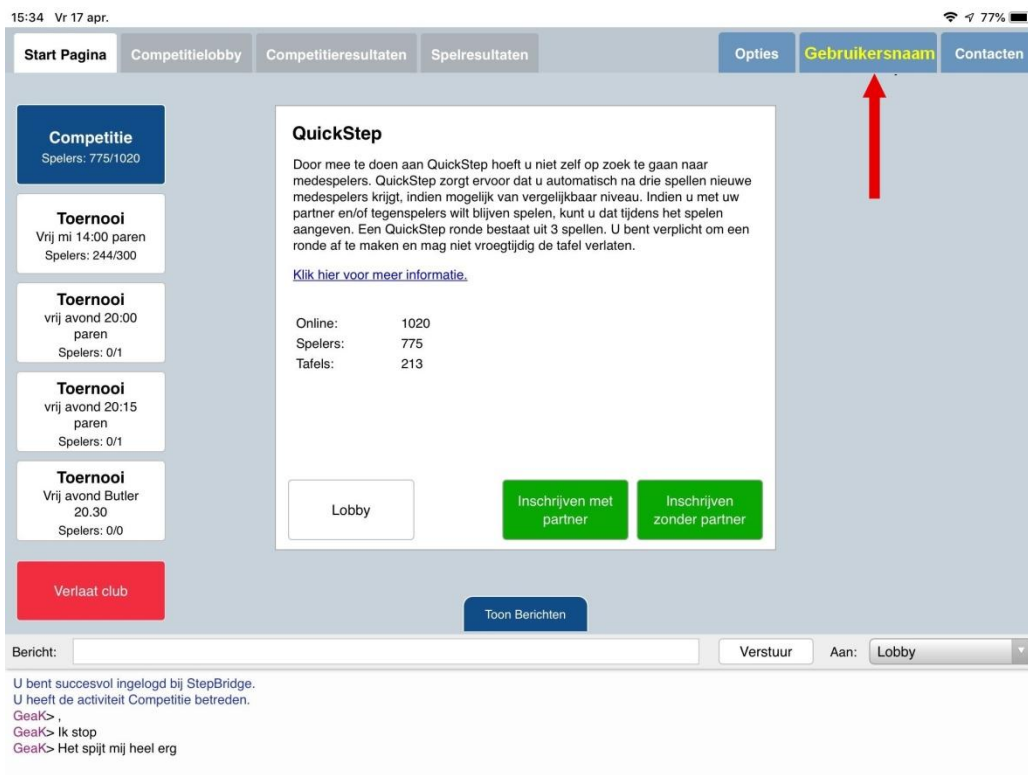 15:34 Vr 17 apr.
77%
Start Pagina
Competitielobby
Competitieresultaten
Spelresultaten
Opties
Gebruikersnaam
Contacten
Competitie
Spelers: 775/1020
Toernooi
Vrij mi 14:00 paren
Spelers: 244/300
Toernooi
vrij avond 20:00
paren
Spelers: 0/1
Toernooi
vrij avond 20:15
paren
Spelers: 0/1
Toernooi
Vrij avond Butler
20.30
Spelers: 0/0
Verlaat club
QuickStep
Door mee te doen aan QuickStep hoeft u niet zelf op zoek te gaan naar
medespelers. QuickStep zorgt ervoor dat u automatisch na drie spellen nieuwe
medespelers krijgt, indien mogelijk van vergelijkbaar niveau. Indien u met uw
partner en/of tegenspelers wilt blijven spelen, kunt u dat tijdens het spelen
aangeven. Een QuickStep ronde bestaat uit 3 spellen. U bent verplicht om een
ronde af te maken en mag niet vroegtijdig de tafel verlaten.
Klik hier voor meer informatie.
Online: 1020
Spelers: 775
Tafels: 213
Lobby
Inschrijven met
partner
Inschrijven
zonder partner
Toon Berichten
Bericht:
Verstuur
Aan:
Lobby
U bent succesvol ingelogd bij StepBridge.
U heeft de activiteit Competitie betreden.
GeaK> ,
GeaK> Ik stop
GeaK> Het spijt mij heel erg